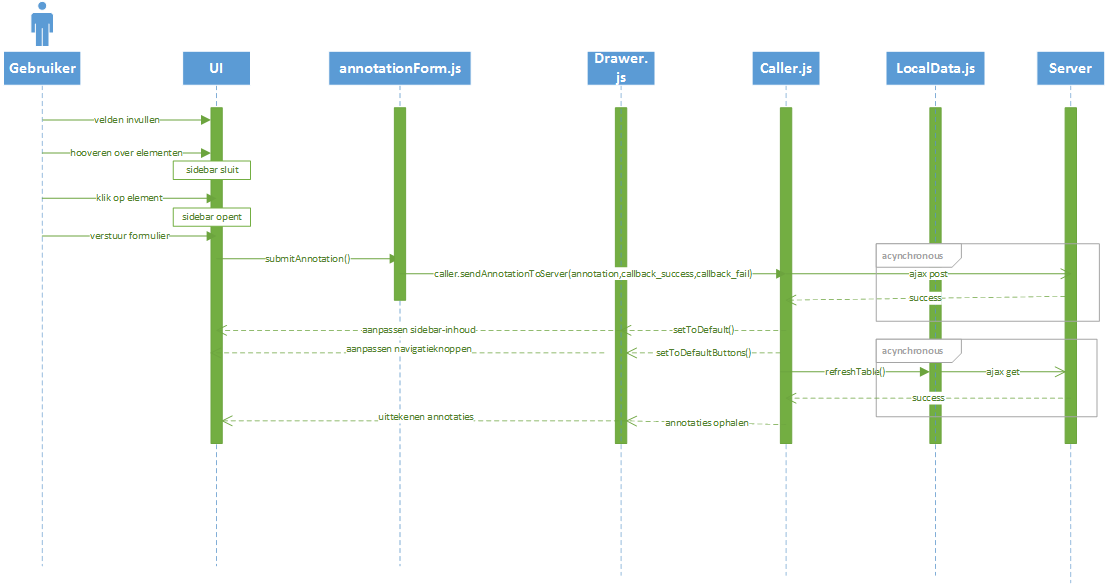 Gebruiker
UI
annotationForm.js
Drawer.
js
Caller.js
LocalData.js
Server
velden invullen
hooveren over elementen
sidebar sluit
klik op element
sidebar opent
verstuur formulier
submitAnnotation()
acynchronous
caller.sendAnnotationToServer(annotation,callback_success,callback_fail)
ajax post
success
aanpassen sidebar-inhoud
setToDefault()
aanpassen navigatieknoppen
setToDefaultButtons()
acynchronous
refreshTable()
ajax get
success
uittekenen annotaties
annotaties ophalen